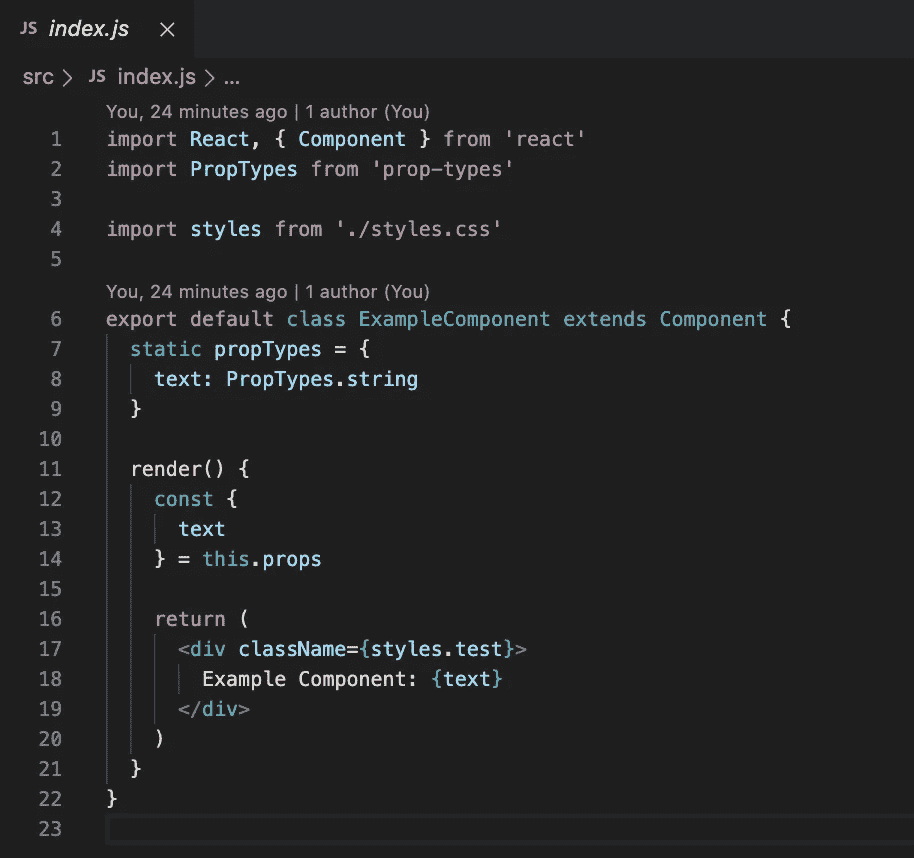 JS index.js ×
src > JS index.js > ...
You, 24 minutes ago | 1 author (You)
1 import React, { Component } from 'react'
2 import PropTypes from 'prop-types'
3
4 import styles from './styles.css'
5
You, 24 minutes ago | 1 author (You)
6 export default class ExampleComponent extends Component {
7   static propTypes = {
8     text: PropTypes.string
9   }
10
11   render() {
12     const {
13       text
14     } = this.props
15
16     return (
17       <div className={styles.test}>
18         Example Component: {text}
19       </div>
20     )
21   }
22 }
23